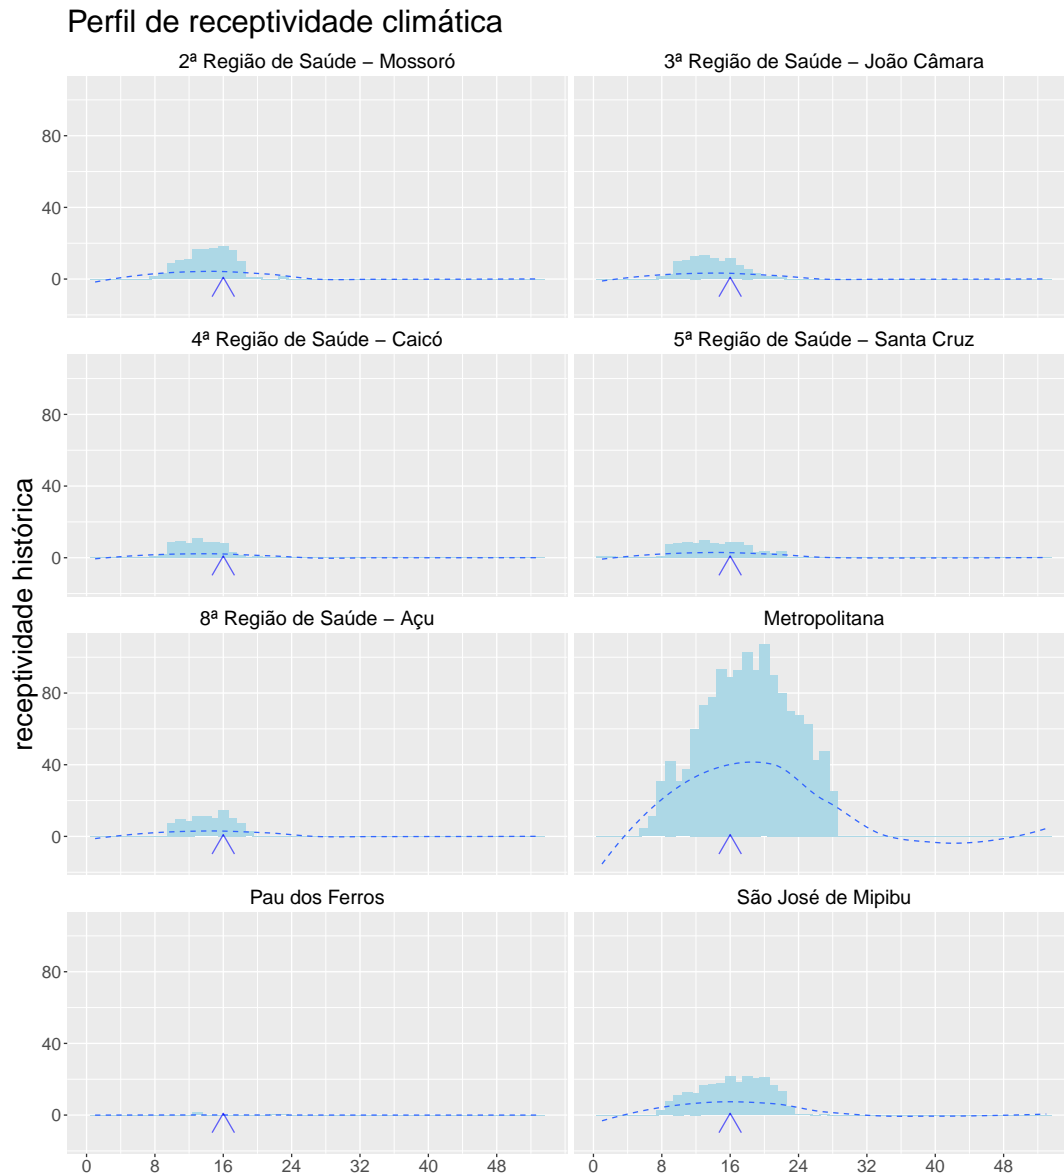 Perfil de receptividade climática
2ª Região de Saúde − Mossoró
3ª Região de Saúde − João Câmara
80
40
0
4ª Região de Saúde − Caicó
5ª Região de Saúde − Santa Cruz
80
40
0
receptividade histórica
8ª Região de Saúde − Açu
Metropolitana
80
40
0
Pau dos Ferros
São José de Mipibu
80
40
0
0 8 16 24 32 40 48
0 8 16 24 32 40 48